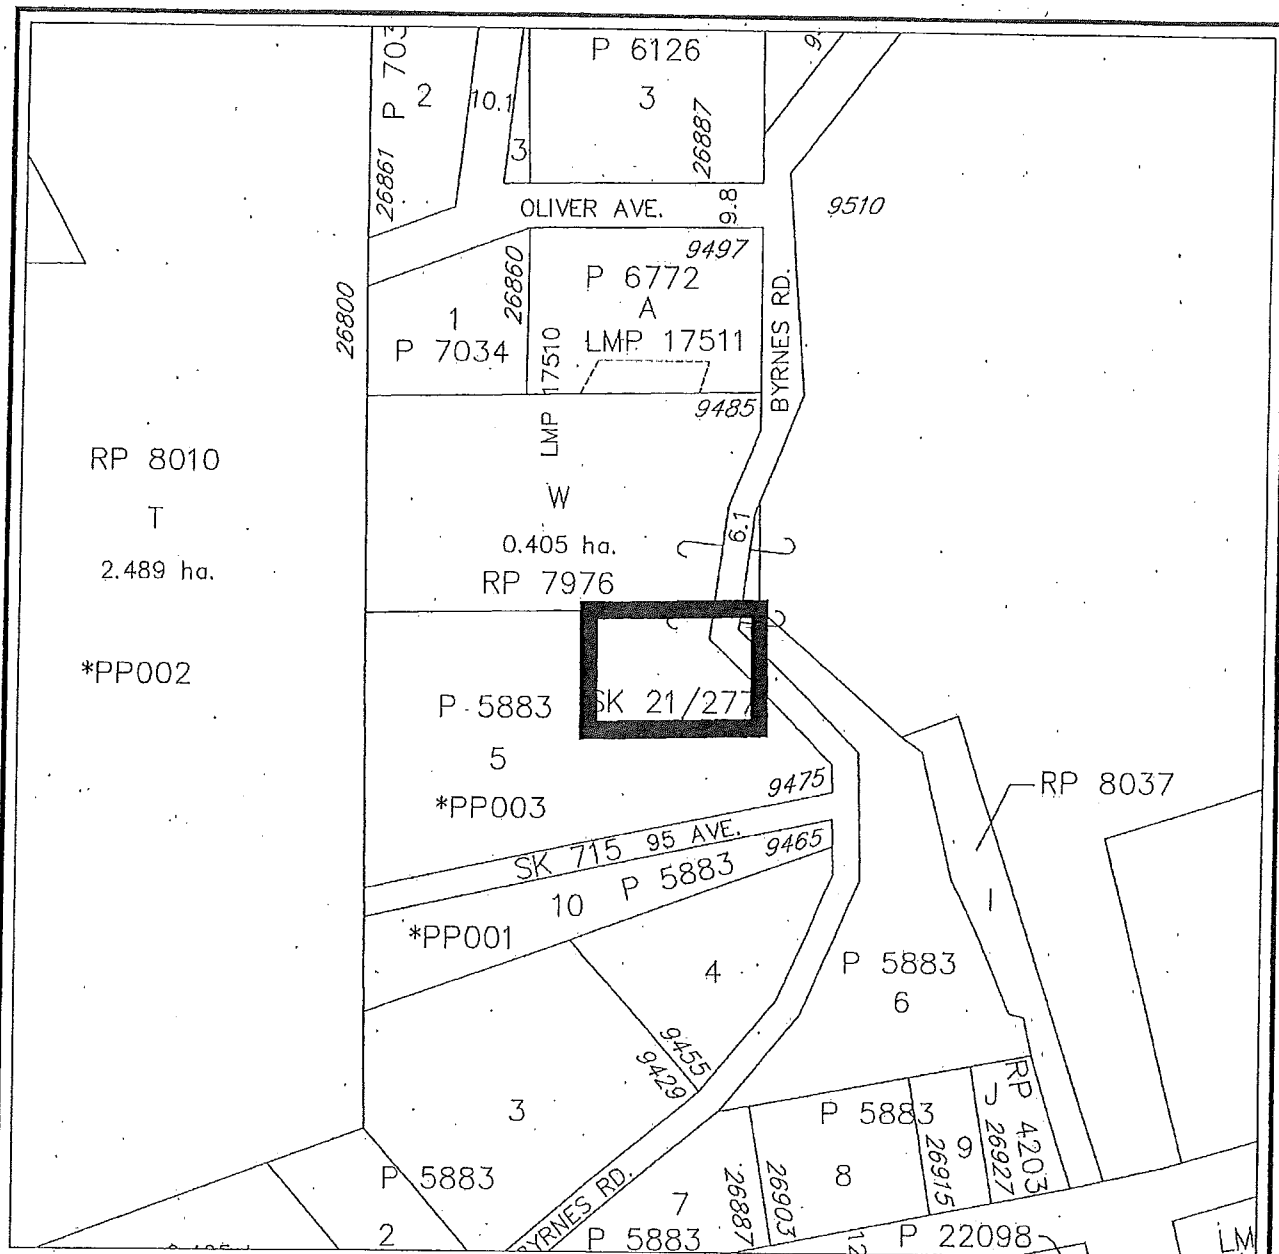 P 703
2
10.1
3
26861
P 6126
3
26887
9.
OLIVER AVE.
9.8
9510
26800
1
P 7034
26860
9497
P 6772
A
LMP 17511
LMP 17510
BYRNES RD.
9485
RP 8010
T
2.489 ha.
*PP002
W
0.405 ha.
RP 7976
6.1
SK 21/277
P 5883
5
*PP003
9475
RP 8037
SK 715 95 AVE.
9465
10 P 5883
*PP001
4
P 5883
6
I
9455
9429
3
P 5883
2
BYRNES RD.
7
P 5883
26887
26903
P 5883
8
26915
9
J
26927
RP 4203
12
P 22098
LM